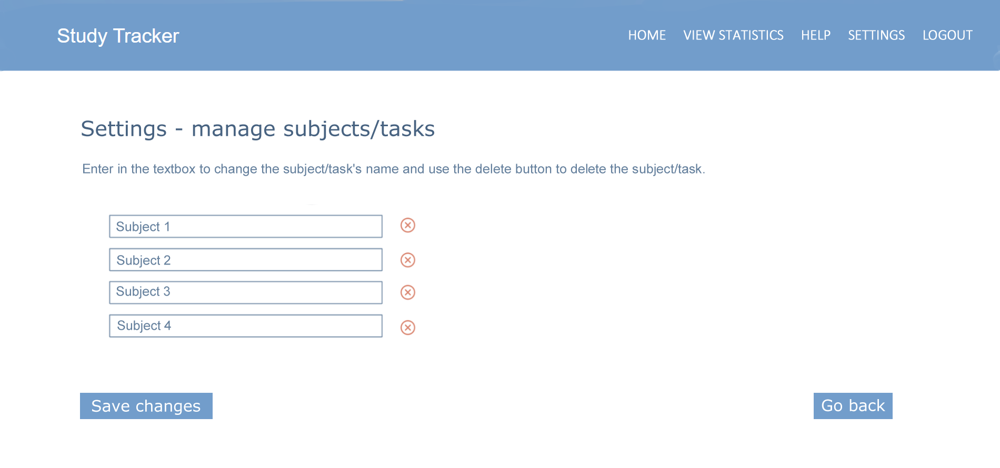 Study Tracker
HOME VIEW STATISTICS HELP SETTINGS LOGOUT
Settings - manage subjects/tasks
Enter in the textbox to change the subject/task's name and use the delete button to delete the subject/task.
Subject 1
Subject 2
Subject 3
Subject 4
Save changes
Go back